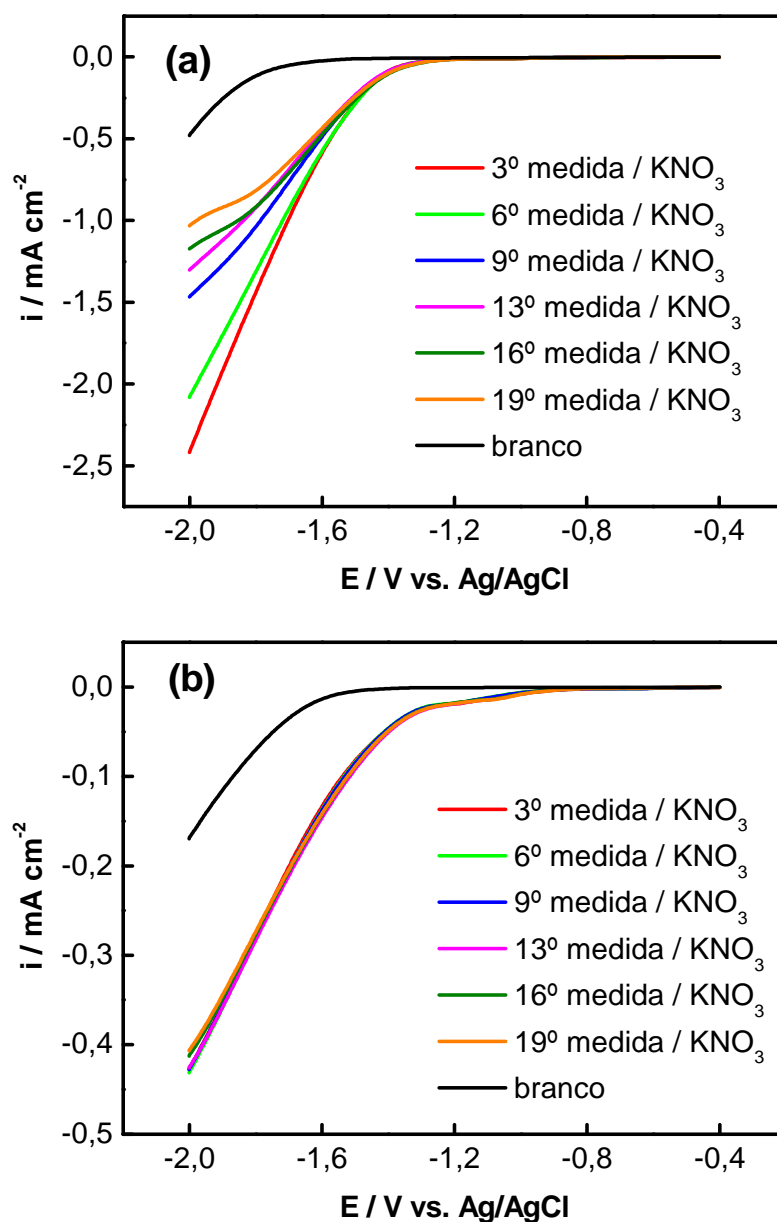 (a)
0,0
-0,5
-1,0
-1,5
-2,0
-2,5
i / mA cm⁻²
3º medida / KNO₃
6º medida / KNO₃
9º medida / KNO₃
13º medida / KNO₃
16º medida / KNO₃
19º medida / KNO₃
branco
-2,0 -1,6 -1,2 -0,8 -0,4
E / V vs. Ag/AgCl
(b)
0,0
-0,1
-0,2
-0,3
-0,4
-0,5
i / mA cm⁻²
3º medida / KNO₃
6º medida / KNO₃
9º medida / KNO₃
13º medida / KNO₃
16º medida / KNO₃
19º medida / KNO₃
branco
-2,0 -1,6 -1,2 -0,8 -0,4
E / V vs. Ag/AgCl